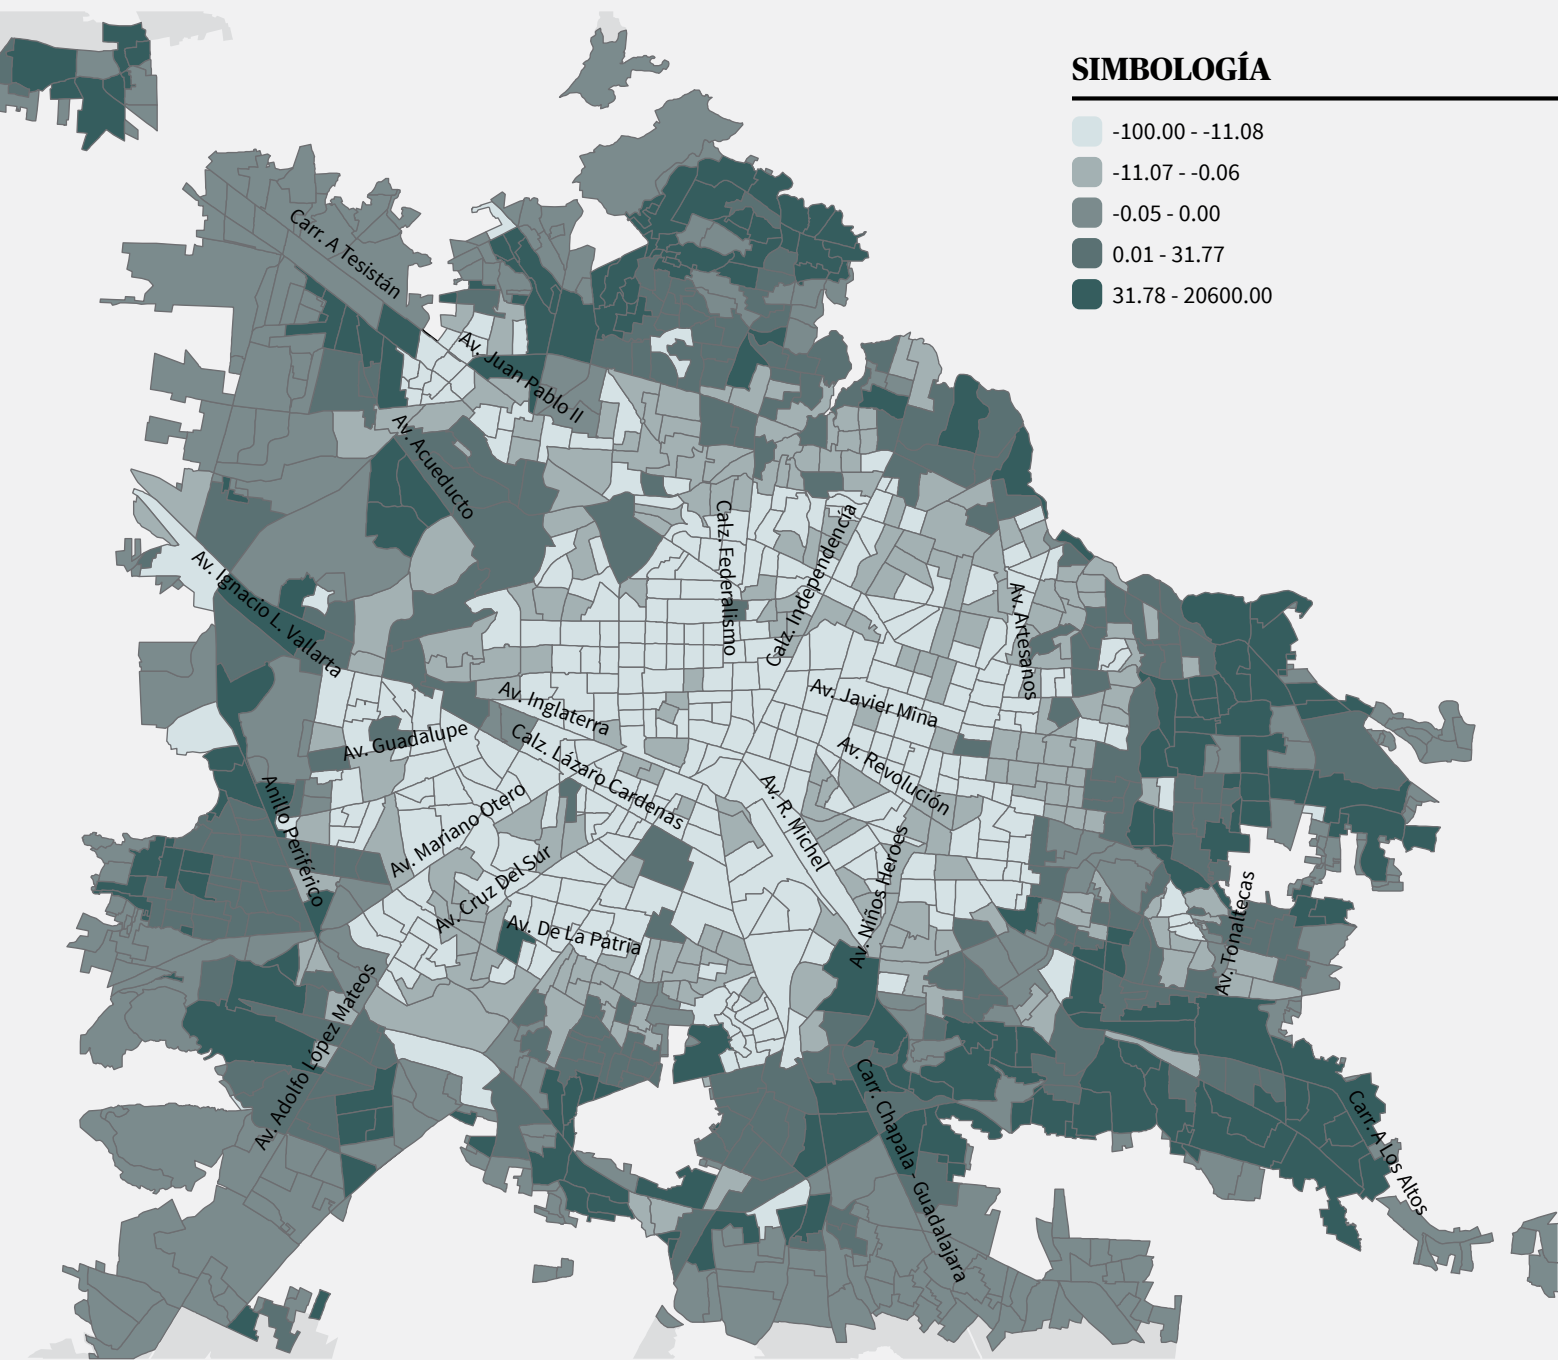 SIMBOLOGÍA
-100.00 - -11.08
-11.07 - -0.06
-0.05 - 0.00
0.01 - 31.77
31.78 - 20600.00
Carr. A Tesistán
Av. Juan Pablo II
Av. Acueducto
Calz. Federalismo
Calz. Independencía
Av. Ignacio L. Vallarta
Av. Artesanos
Av. Inglaterra
Av. Javier Mina
Av. Guadalupe
Calz. Lázaro Cardenas
Av. Revolución
Anillo Periférico
Av. Mariano Otero
Av. R. Michel
Av. Cruz Del Sur
Av. Niños Heroes
Av. De La Patria
Av. Tonaltecas
Av. Adolfo López Mateos
Carr. Chapala - Guadalajara
Carr. A Los Altos